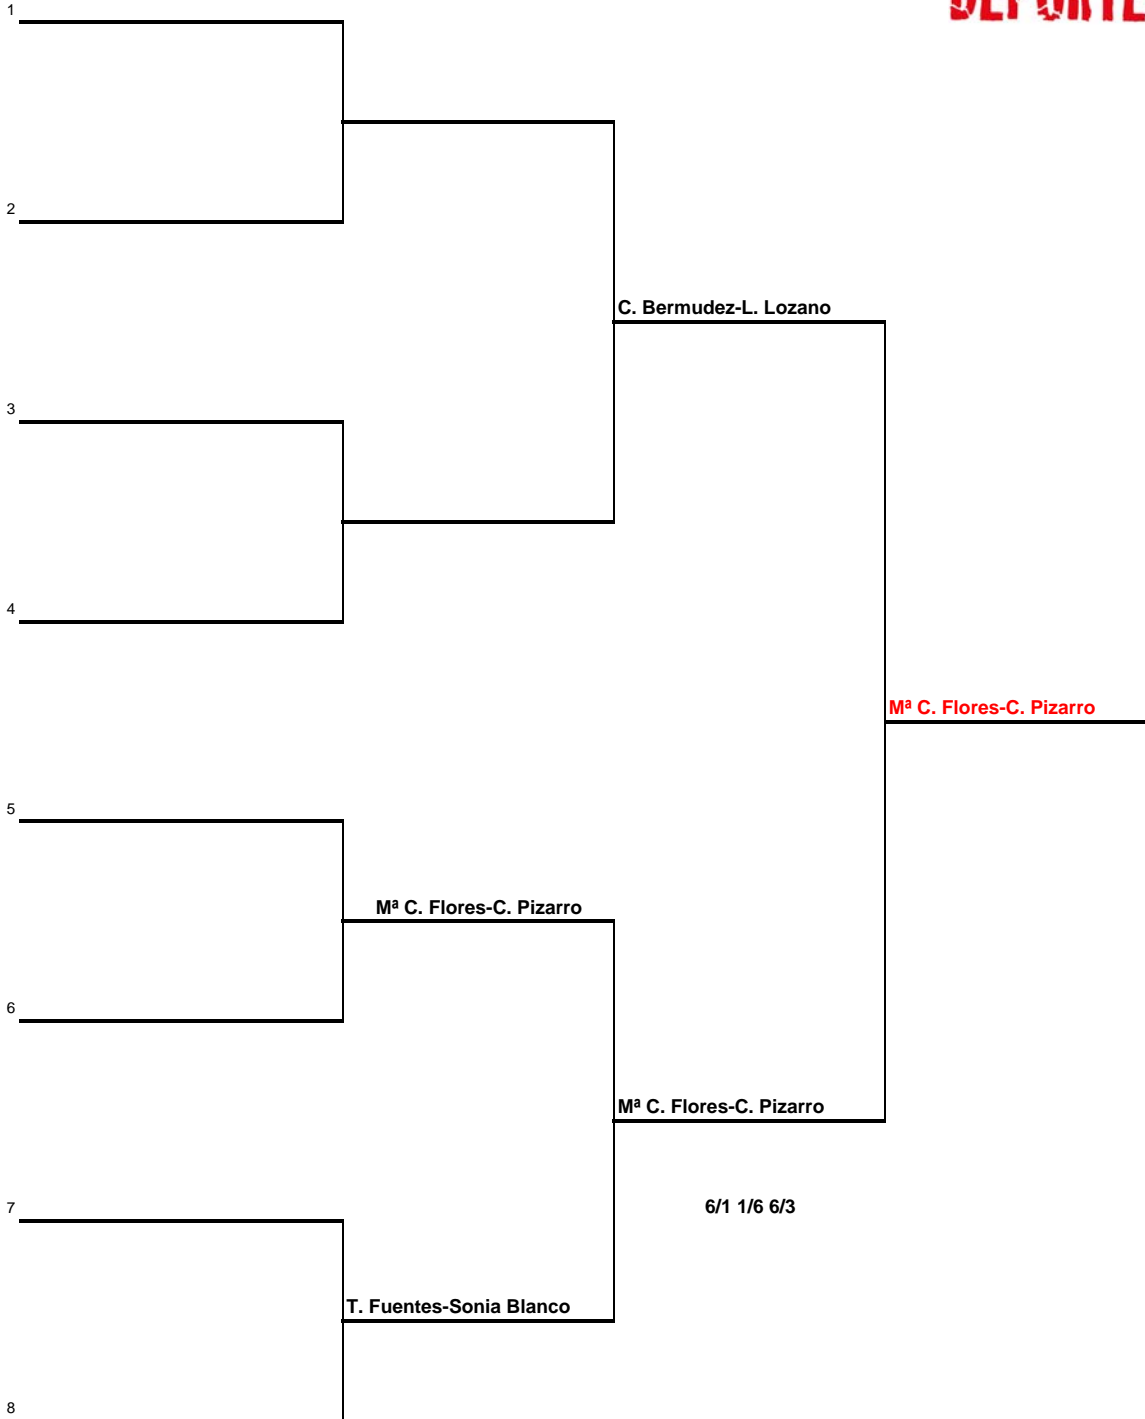 DEPORTE
1
2
C. Bermudez-L. Lozano
3
4
Mª C. Flores-C. Pizarro
5
Mª C. Flores-C. Pizarro
6
Mª C. Flores-C. Pizarro
7
6/1 1/6 6/3
T. Fuentes-Sonia Blanco
8